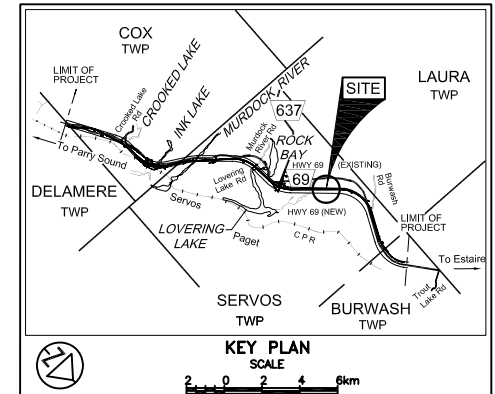 COX
TWP
LIMIT OF
PROJECT
Crooked Lake
Rd
CROOKED LAKE
INK LAKE
MURDOCK RIVER
637
SITE
LAURA
TWP
Murdock
River Rd
ROCK
BAY
HWY 69 (EXISTING)
69
Burwash
Rd
To Parry Sound
DELAMERE
TWP
Servos
Lovering
Lake Rd
HWY 69 (NEW)
LOVERING
LAKE
Paget
C P R
LIMIT OF
PROJECT
To Estaire
Trout
Lake Rd
SERVOS
TWP
BURWASH
TWP
KEY PLAN
SCALE
2 0 2 4 6km
N